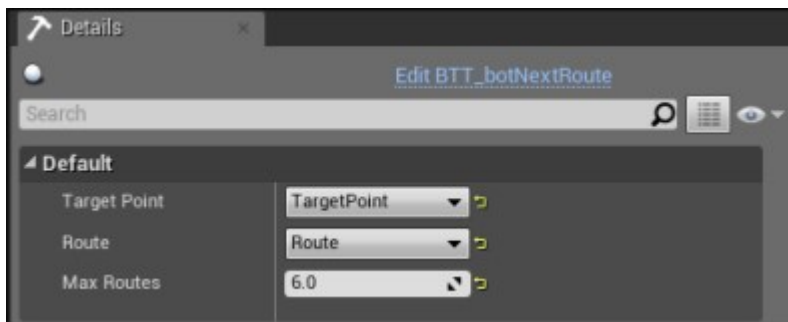 Details
Edit BTT_botNextRoute
Search
Default
Target Point TargetPoint
Route Route
Max Routes 6.0